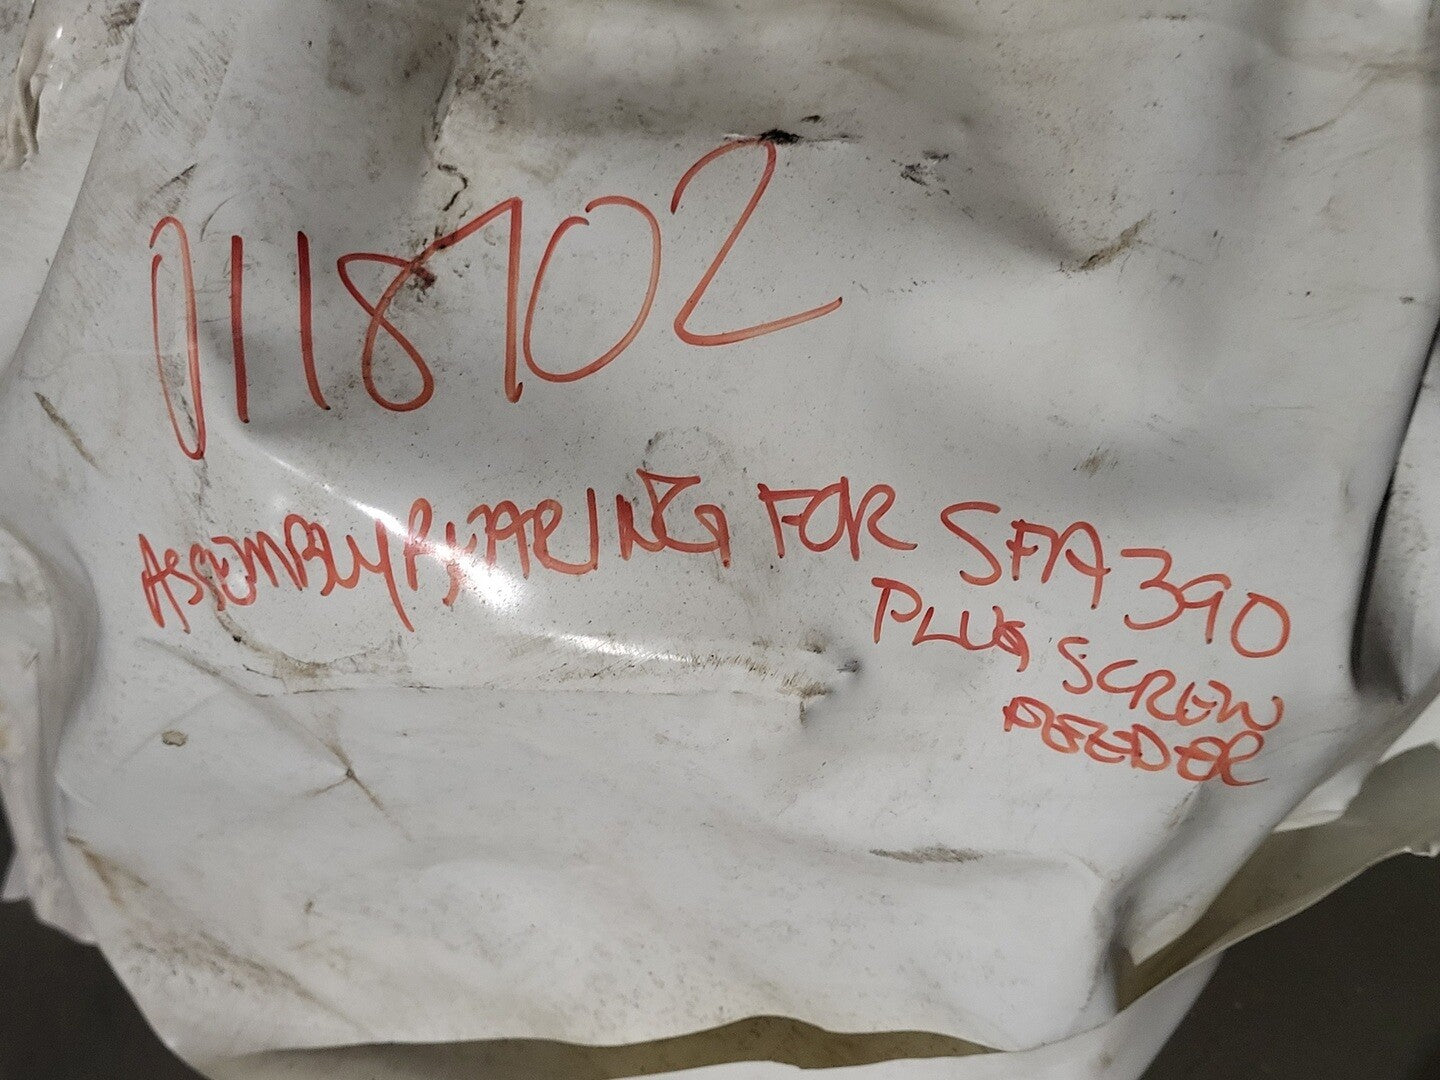 0118702
ASSEMBLY BEARING FOR SFA390
PLUG SCREW
FEEDER